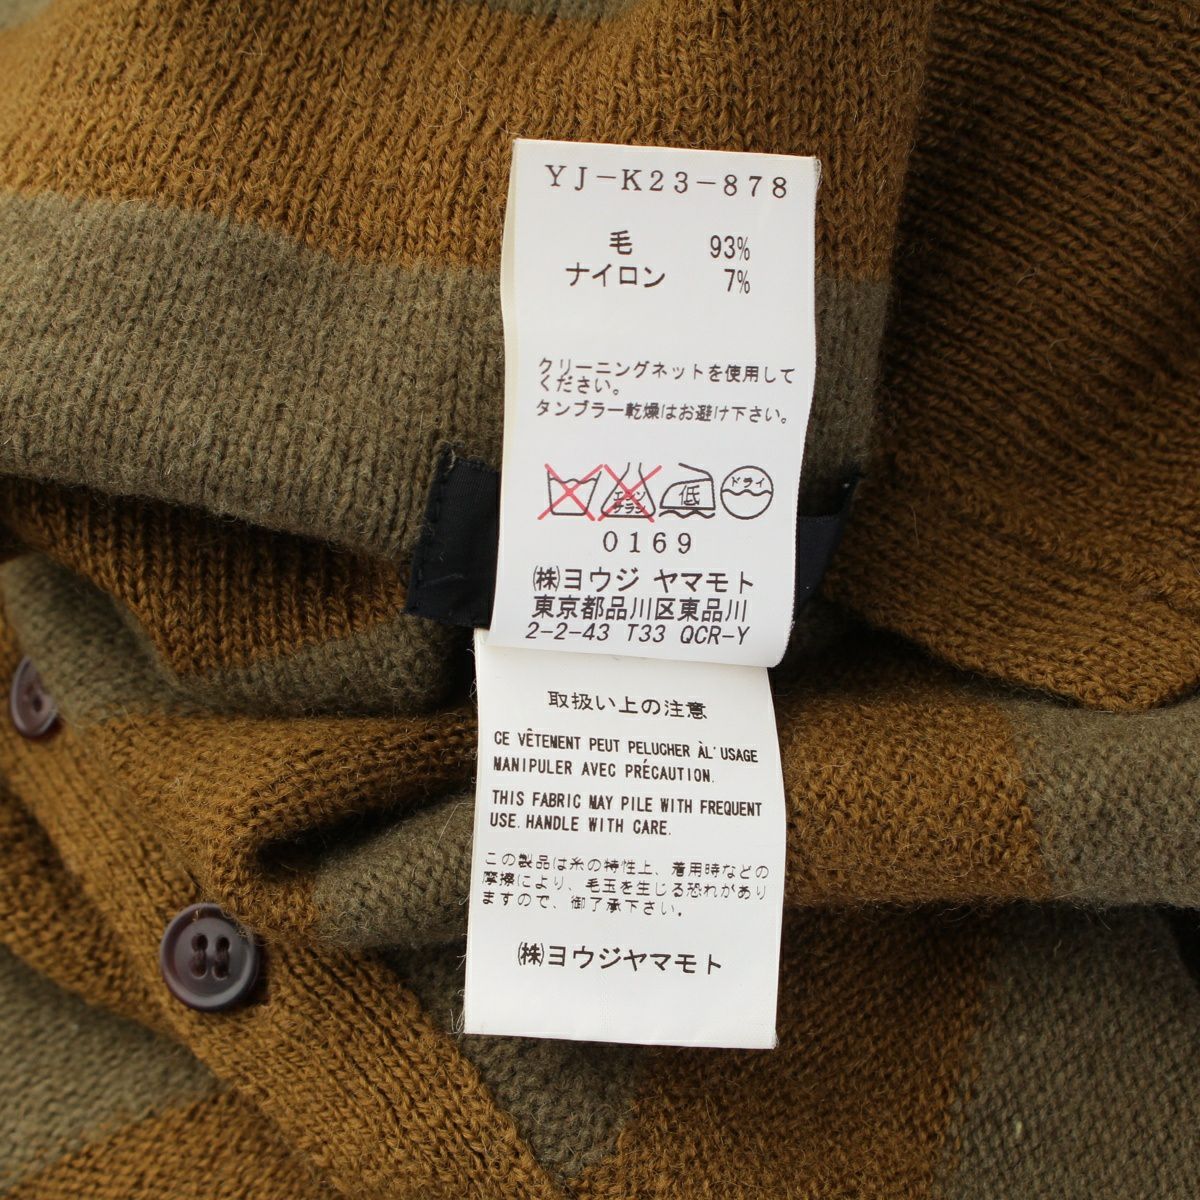 YJ-K23-878
毛 93%
ナイロン 7%
クリーニングネットを使用して
ください。
タンブラー乾燥はお避け下さい。
エンソ
サラシ 低 ドライ
0169
㈱ヨウジ ヤマモト
東京都品川区東品川
2-2-43 T33 QCR-Y
取扱い上の注意
CE VÊTEMENT PEUT PELUCHER ÀL'USAGE
MANIPULER AVEC PRÉCAUTION.
THIS FABRIC MAY PILE WITH FREQUENT
USE. HANDLE WITH CARE.
この製品は糸の特性上、着用時などの
摩擦により、毛玉を生じる恐れがあり
ますので、御了承下さい。
㈱ヨウジヤマモト